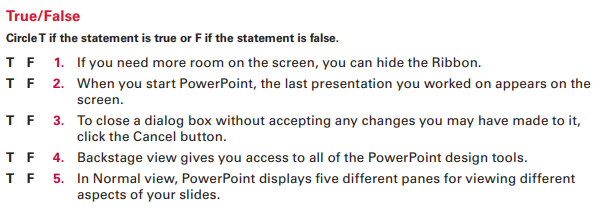 True/False
Circle T if the statement is true or F if the statement is false.
T F 1. If you need more room on the screen, you can hide the Ribbon.
T F 2. When you start PowerPoint, the last presentation you worked on appears on the
screen.
T F 3. To close a dialog box without accepting any changes you may have made to it,
click the Cancel button.
T F 4. Backstage view gives you access to all of the PowerPoint design tools.
T F 5. In Normal view, PowerPoint displays five different panes for viewing different
aspects of your slides.